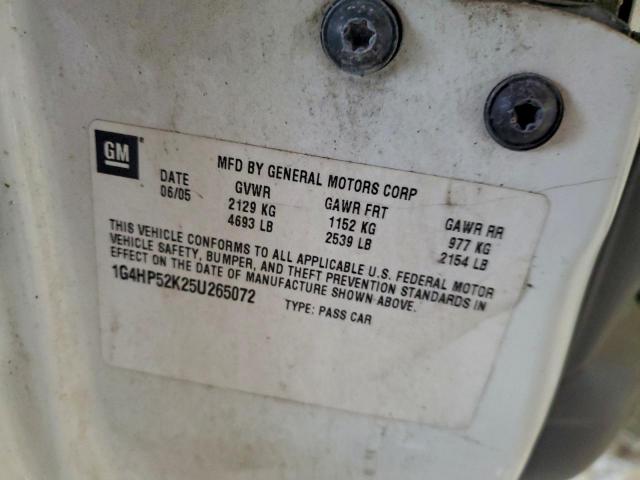 GM
MFD BY GENERAL MOTORS CORP
DATE GVWR GAWR FRT GAWR RR
06/05 2129 KG 1152 KG 977 KG
4693 LB 2539 LB 2154 LB
THIS VEHICLE CONFORMS TO ALL APPLICABLE U.S. FEDERAL MOTOR
VEHICLE SAFETY, BUMPER, AND THEFT PREVENTION STANDARDS IN
EFFECT ON THE DATE OF MANUFACTURE SHOWN ABOVE.
1G4HP52K25U265072
TYPE: PASS CAR